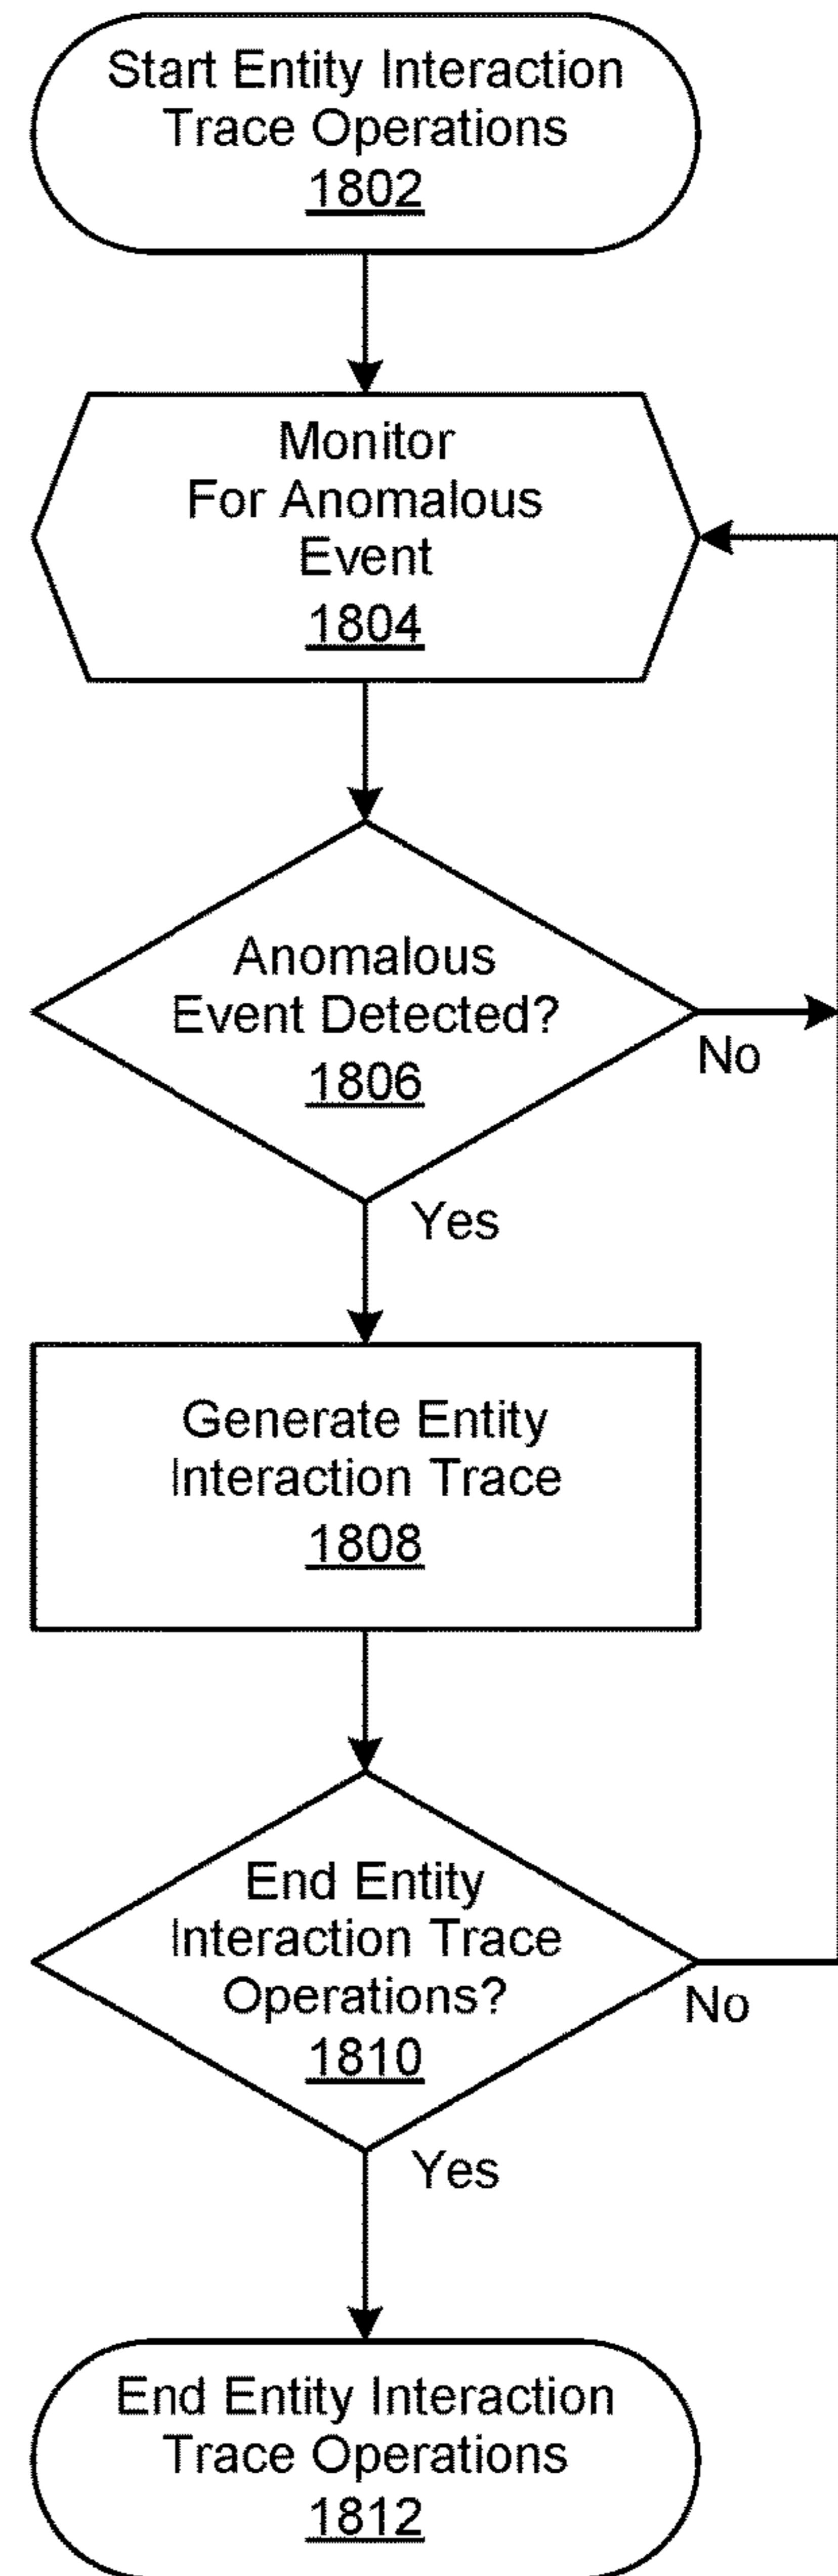 Start Entity Interaction
Trace Operations
1802
Monitor
For Anomalous
Event
1804
Anomalous
Event Detected?
1806
No
Yes
Generate Entity
Interaction Trace
1808
End Entity
Interaction Trace
Operations?
1810
No
Yes
End Entity Interaction
Trace Operations
1812